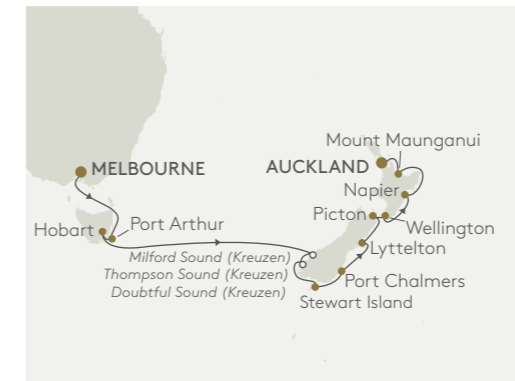 Mount Maunganui
MELBOURNE
AUCKLAND
Napier
Picton
Hobart
Port Arthur
Wellington
Lyttelton
Milford Sound (Kreuzen)
Thompson Sound (Kreuzen)
Doubtful Sound (Kreuzen)
Port Chalmers
Stewart Island